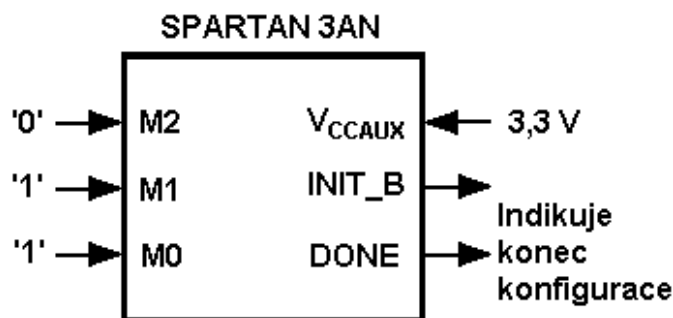 SPARTAN 3AN
'0' M2 VCCAUX 3,3 V
'1' M1 INIT_B
'1' M0 DONE
Indikuje
konec
konfigurace